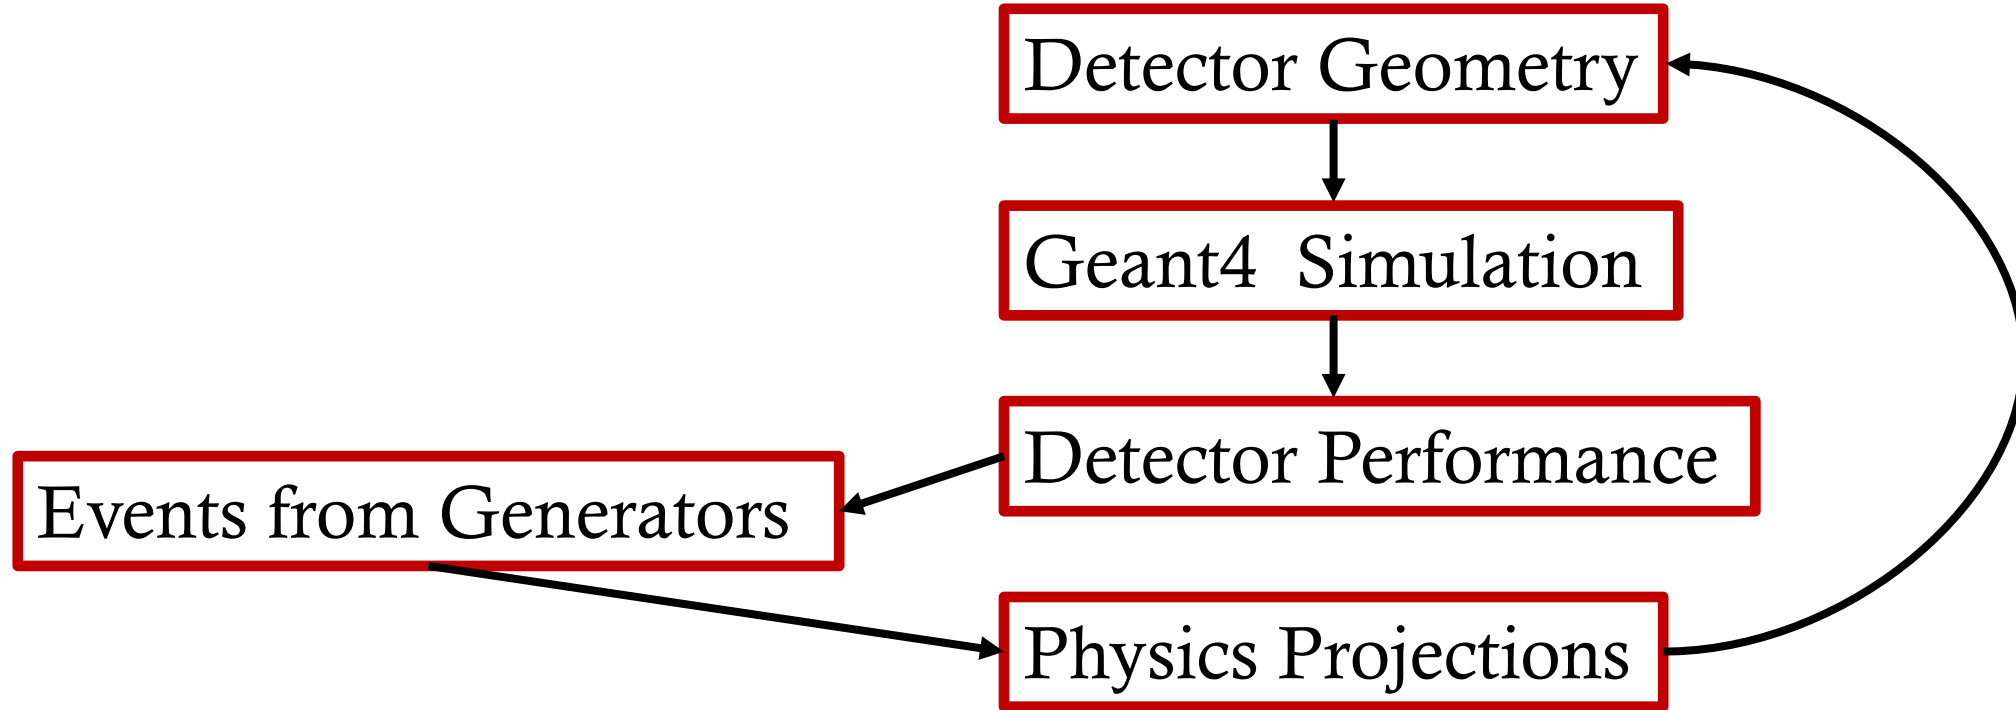 Detector Geometry
Geant4 Simulation
Detector Performance
Events from Generators
Physics Projections